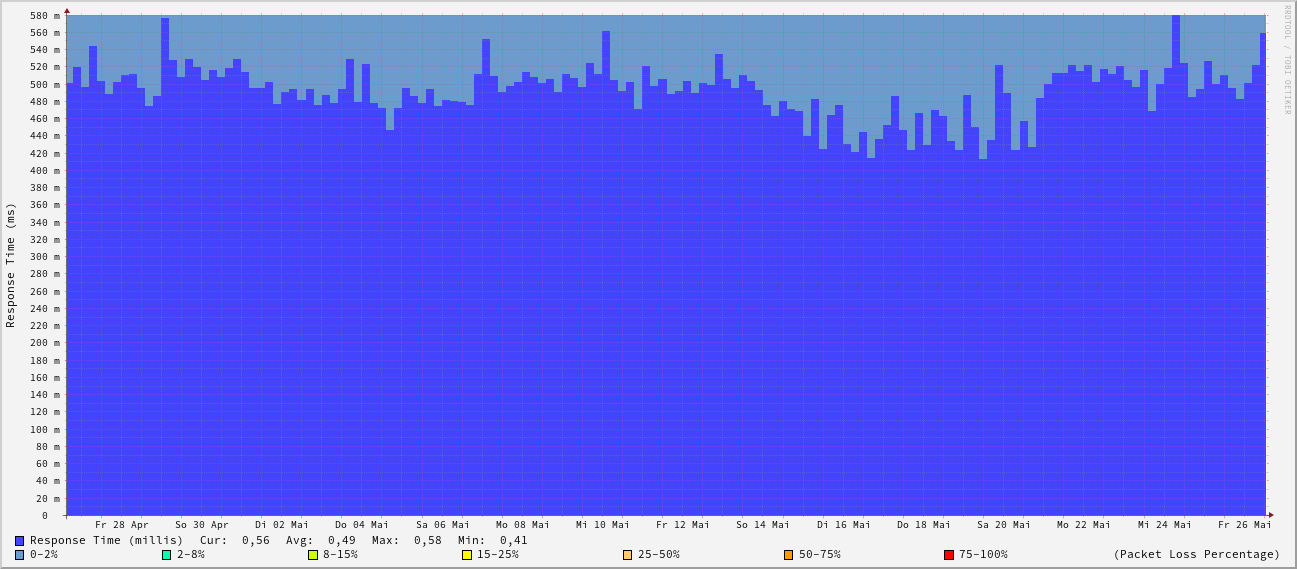 580 m
560 m
540 m
520 m
500 m
480 m
460 m
440 m
420 m
400 m
380 m
360 m
340 m
320 m
300 m
280 m
260 m
240 m
220 m
200 m
180 m
160 m
140 m
120 m
100 m
80 m
60 m
40 m
20 m
0
Response Time (ms)
RRDTOOL / TOBI OETIKER
Fr 28 Apr So 30 Apr Di 02 Mai Do 04 Mai Sa 06 Mai Mo 08 Mai Mi 10 Mai Fr 12 Mai So 14 Mai Di 16 Mai Do 18 Mai Sa 20 Mai Mo 22 Mai Mi 24 Mai Fr 26 Mai
Response Time (millis) Cur: 0,56 Avg: 0,49 Max: 0,58 Min: 0,41
0-2% 2-8% 8-15% 15-25% 25-50% 50-75% 75-100% (Packet Loss Percentage)